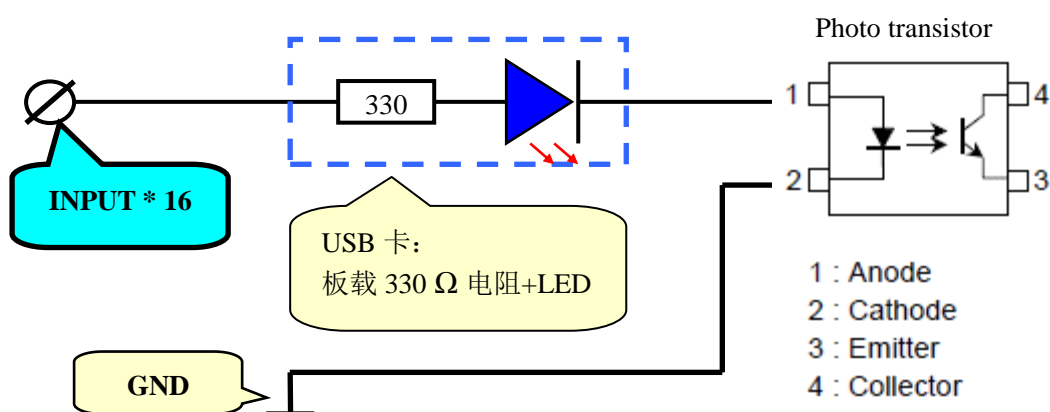 Photo transistor
330
1
4
2
3
INPUT * 16
USB 卡：
板载 330 Ω 电阻+LED
1 : Anode
2 : Cathode
3 : Emitter
4 : Collector
GND